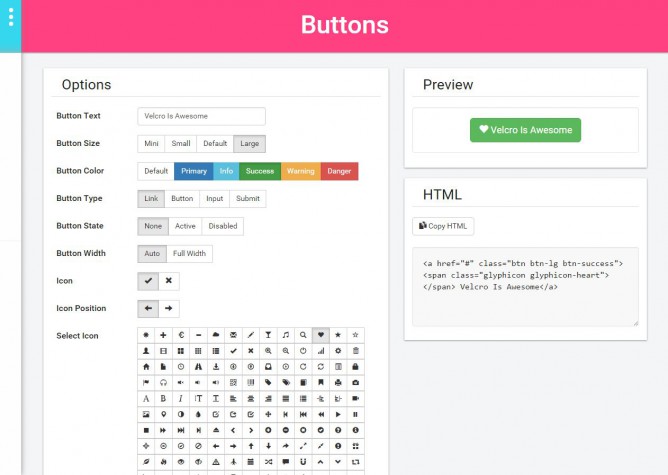 Buttons
Options
Button Text Velcro Is Awesome
Button Size Mini Small Default Large
Button Color Default Primary Info Success Warning Danger
Button Type Link Button Input Submit
Button State None Active Disabled
Button Width Auto Full Width
Icon
Icon Position
Select Icon
Preview
Velcro Is Awesome
HTML
Copy HTML
<a href="#" class="btn btn-lg btn-success">
<span class="glyphicon glyphicon-heart">
</span> Velcro Is Awesome</a>